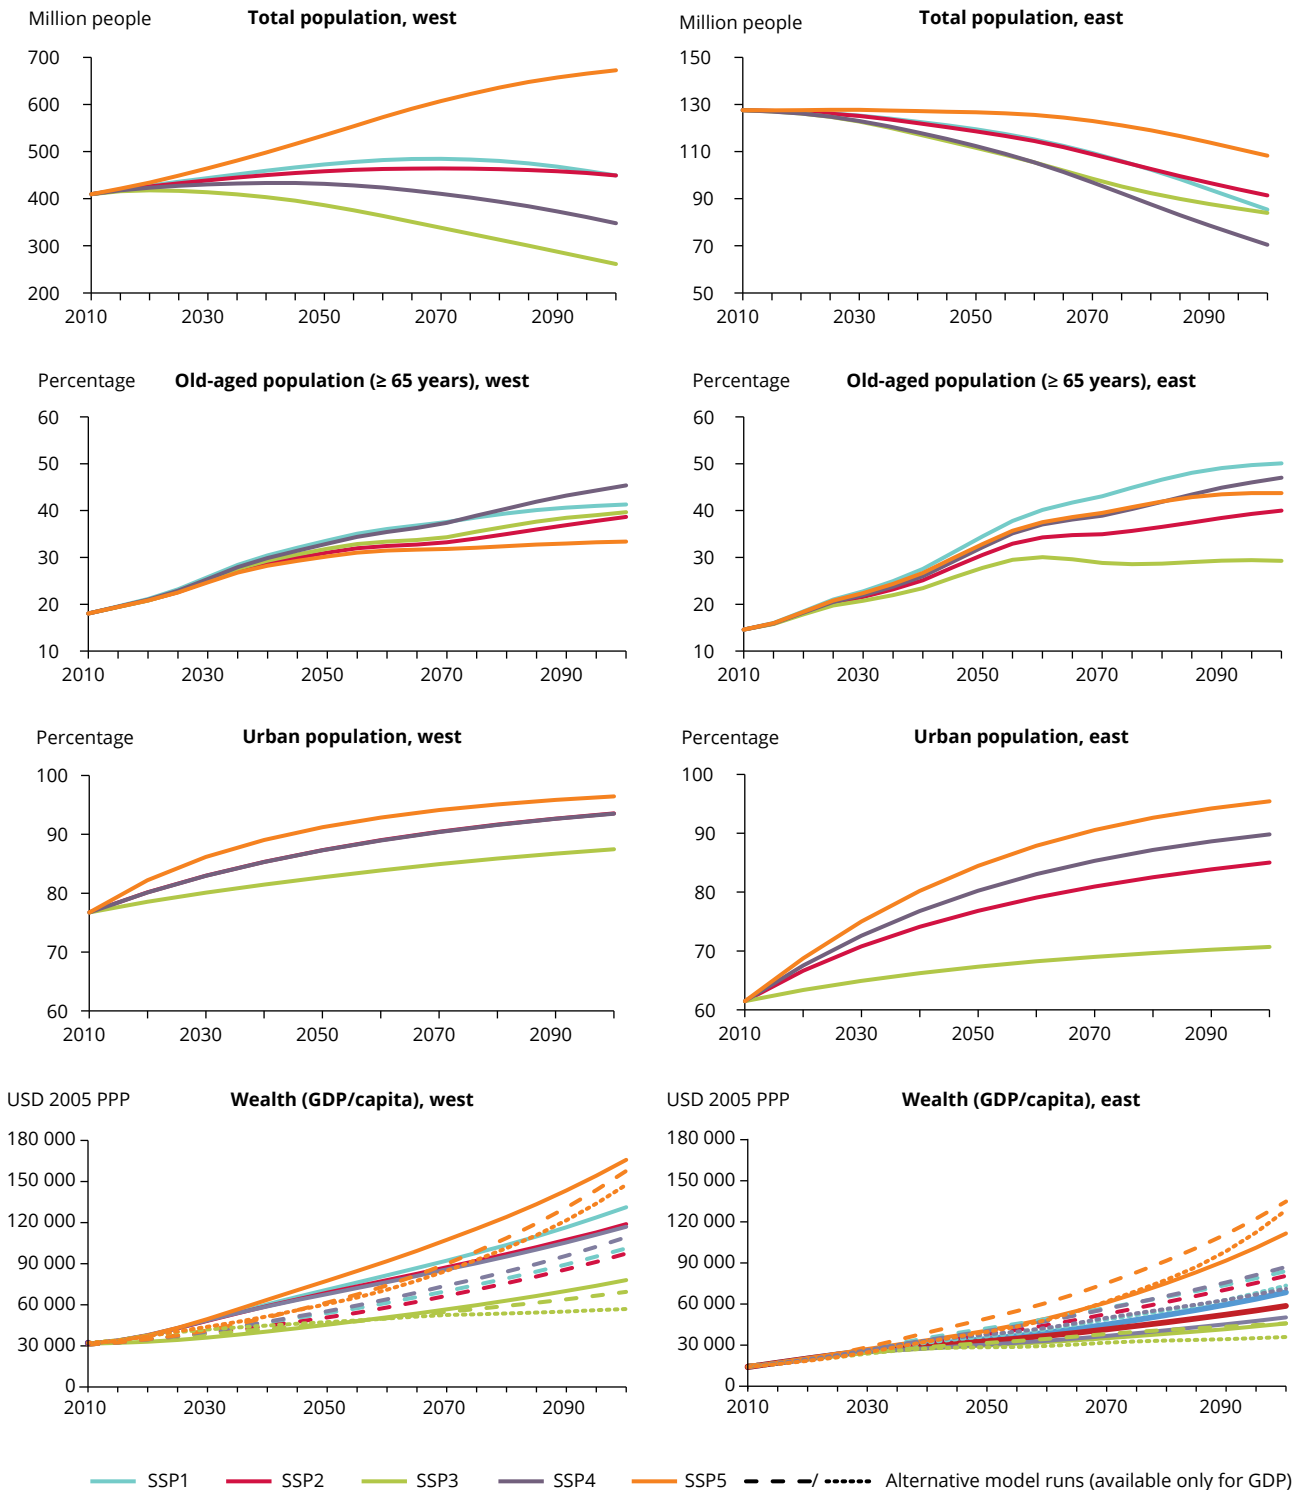 Million people
Total population, west
700
600
500
400
300
200
2010 2030 2050 2070 2090
Million people
Total population, east
150
130
110
90
70
50
2010 2030 2050 2070 2090
Percentage
Old-aged population (≥ 65 years), west
60
50
40
30
20
10
2010 2030 2050 2070 2090
Percentage
Old-aged population (≥ 65 years), east
60
50
40
30
20
10
2010 2030 2050 2070 2090
Percentage
Urban population, west
100
90
80
70
60
2010 2030 2050 2070 2090
Percentage
Urban population, east
100
90
80
70
60
2010 2030 2050 2070 2090
USD 2005 PPP
Wealth (GDP/capita), west
180 000
150 000
120 000
90 000
60 000
30 000
0
2010 2030 2050 2070 2090
USD 2005 PPP
Wealth (GDP/capita), east
180 000
150 000
120 000
90 000
60 000
30 000
0
2010 2030 2050 2070 2090
SSP1 SSP2 SSP3 SSP4 SSP5 / Alternative model runs (available only for GDP)